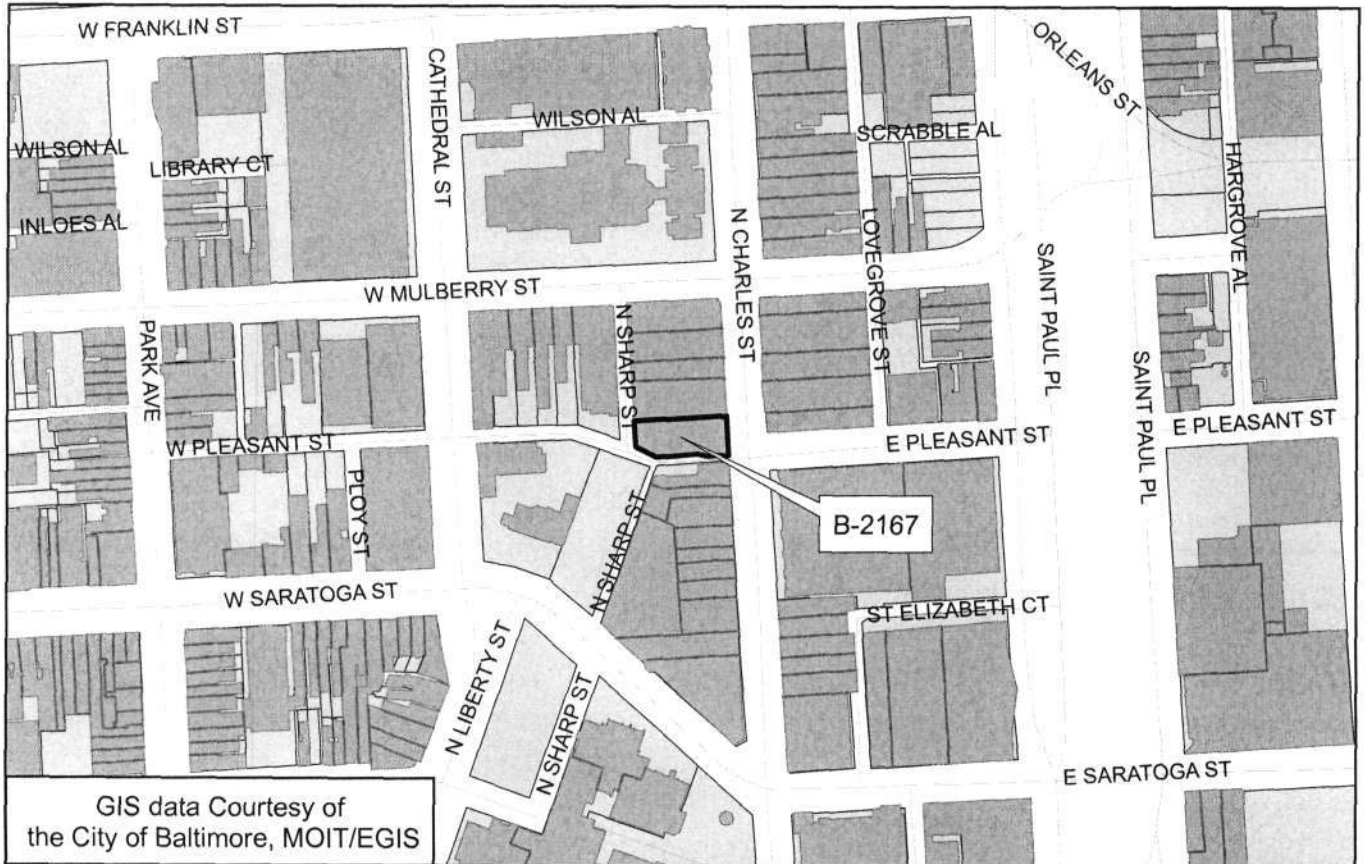 W FRANKLIN ST
CATHEDRAL ST
ORLEANS ST
WILSON AL
SCRABBLE AL
WILSON AL
LIBRARY CT
HARGROVE AL
INLOES AL
N CHARLES ST
LOVEGROVE ST
SAINT PAUL PL
W MULBERRY ST
PARK AVE
N SHARP ST
SAINT PAUL PL
W PLEASANT ST
E PLEASANT ST
E PLEASANT ST
PLOY ST
N SHARP ST
B-2167
W SARATOGA ST
ST ELIZABETH CT
N LIBERTY ST
N SHARP ST
E SARATOGA ST
GIS data Courtesy of
the City of Baltimore, MOIT/EGIS